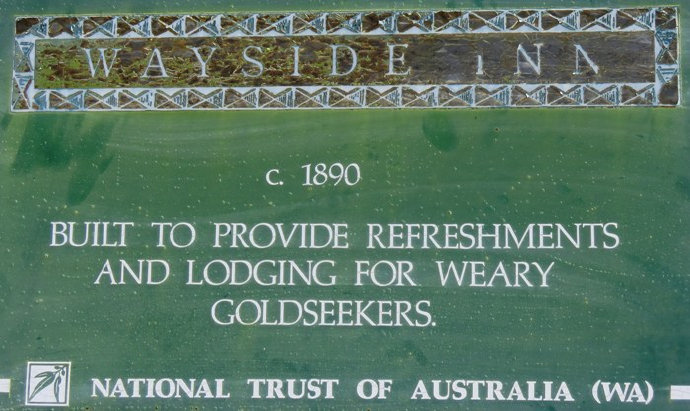 WAYSIDE INN
c. 1890
BUILT TO PROVIDE REFRESHMENTS
AND LODGING FOR WEARY
GOLDSEEKERS.
NATIONAL TRUST OF AUSTRALIA (WA)